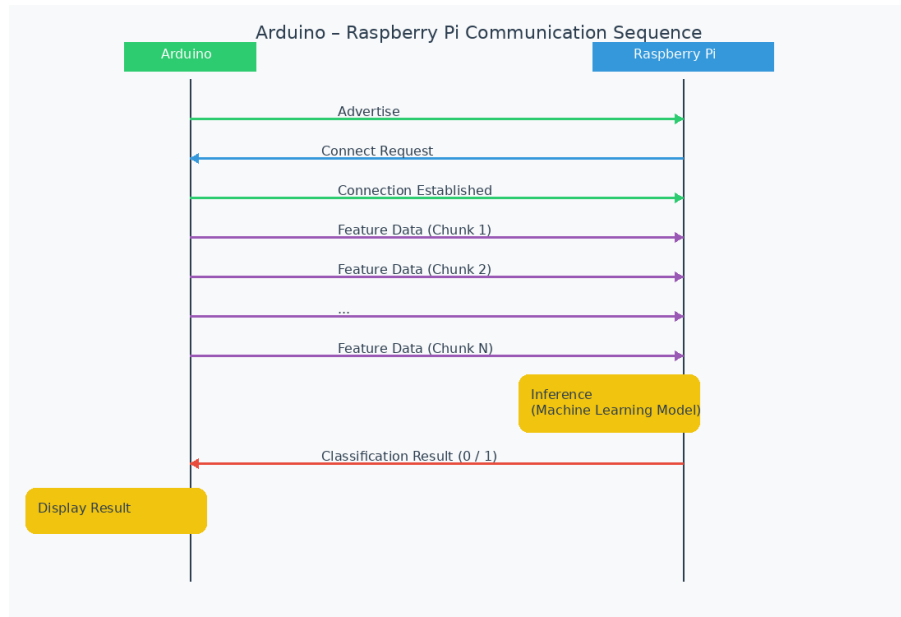 Arduino – Raspberry Pi Communication Sequence
Arduino
Raspberry Pi
Advertise
Connect Request
Connection Established
Feature Data (Chunk 1)
Feature Data (Chunk 2)
...
Feature Data (Chunk N)
Inference
(Machine Learning Model)
Classification Result (0 / 1)
Display Result